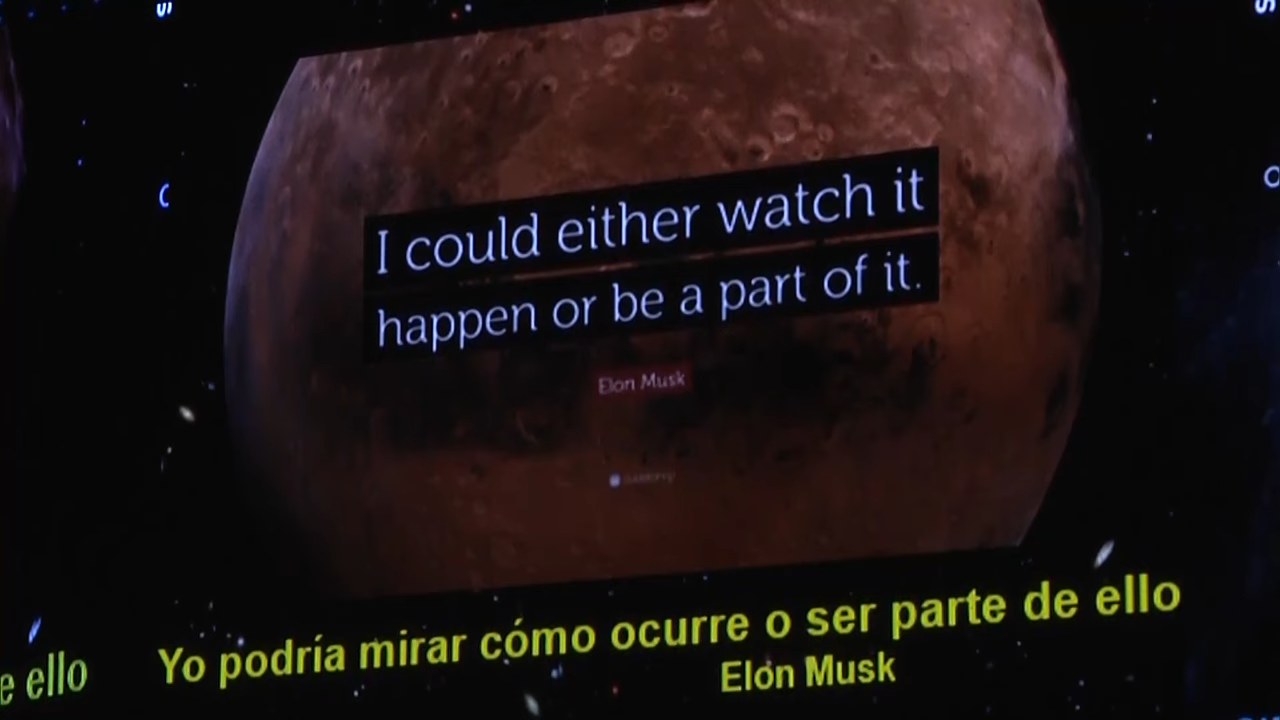 I could either watch it
happen or be a part of it.
Elon Musk
Yo podría mirar cómo ocurre o ser parte de ello
Elon Musk
e ello